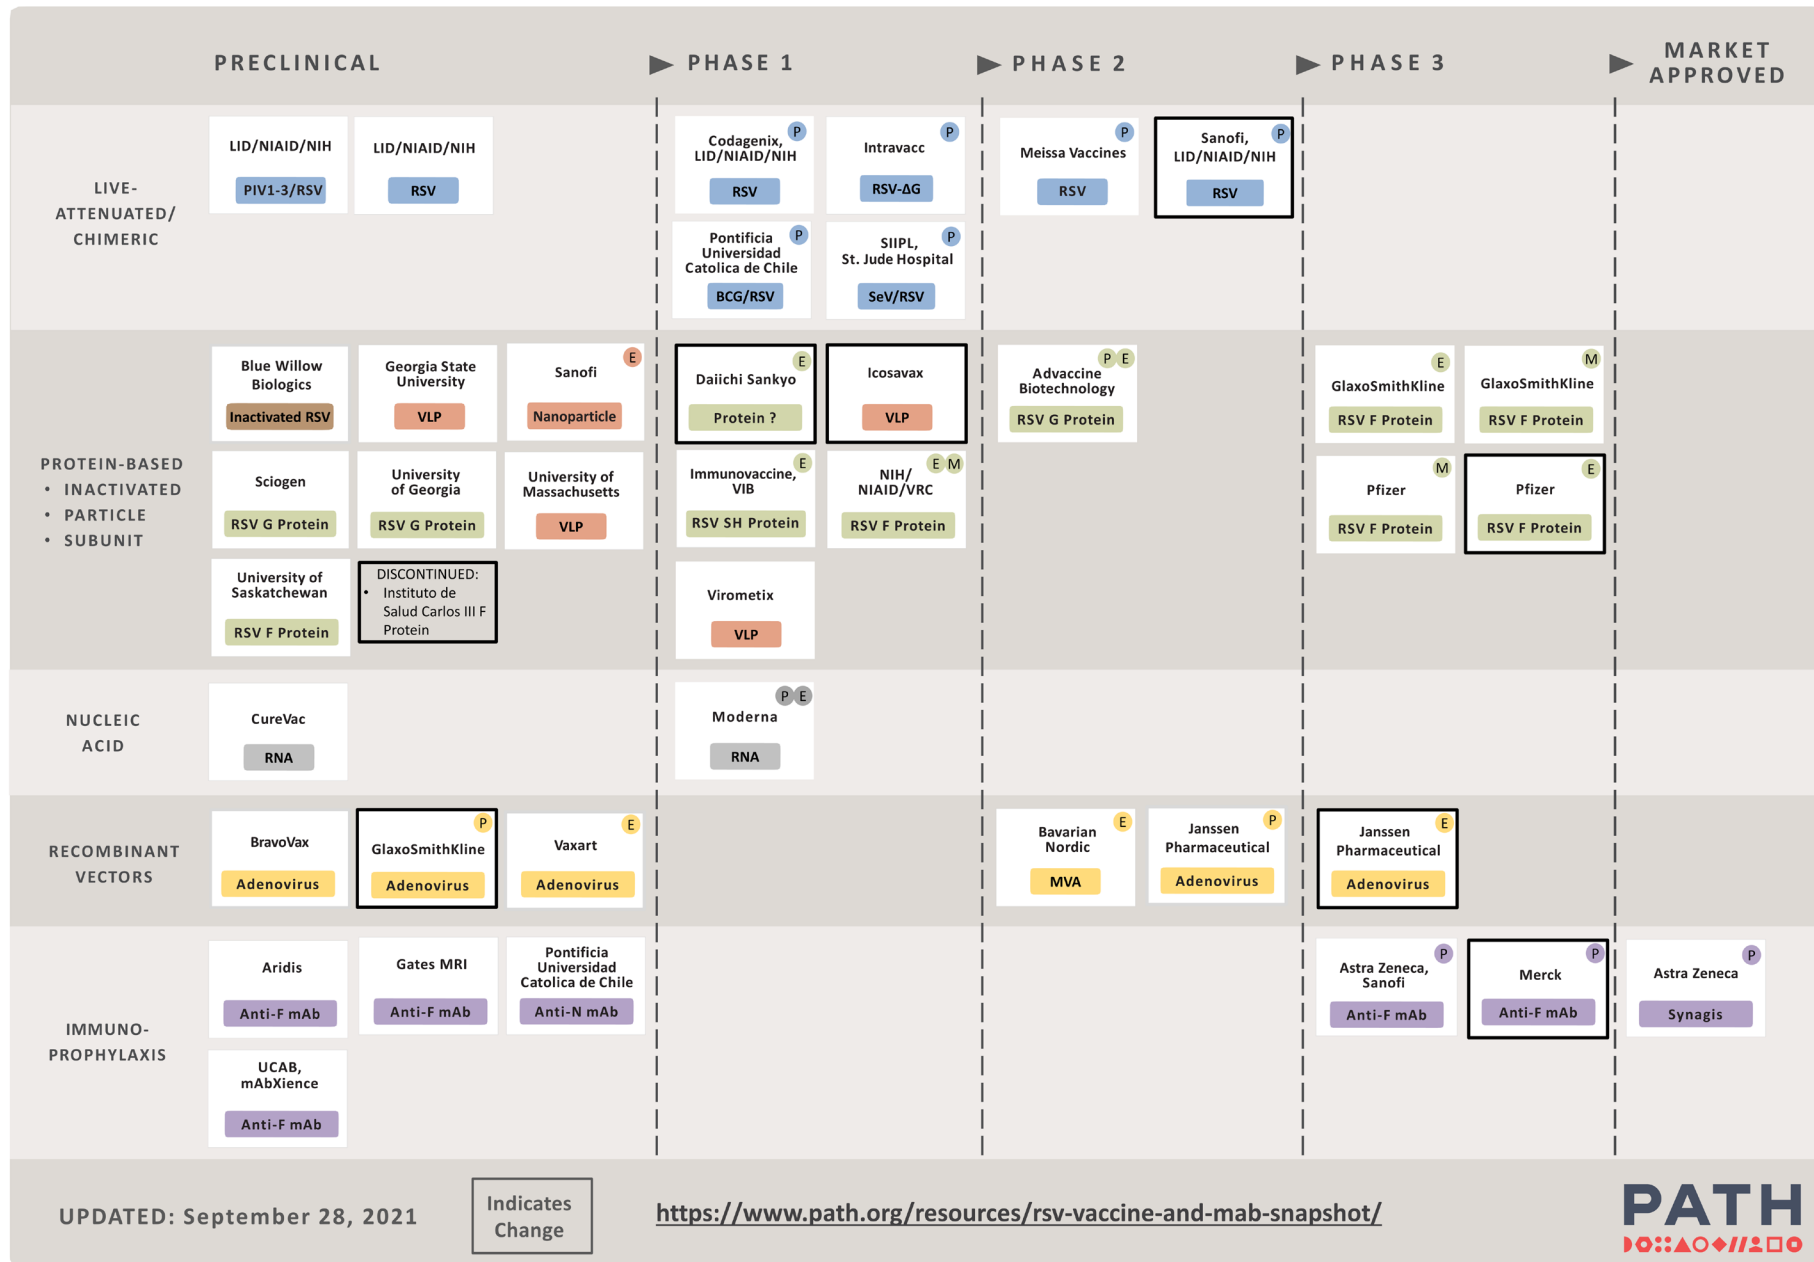 PRECLINICAL
PHASE 1
PHASE 2
PHASE 3
MARKET
APPROVED
LIVE-
ATTENUATED/
CHIMERIC
LID/NIAID/NIH
PIV1-3/RSV
LID/NIAID/NIH
RSV
P
Codagenix,
LID/NIAID/NIH
RSV
P
Intravacc
RSV-ΔG
P
Pontificia
Universidad
Catolica de Chile
BCG/RSV
P
SIIPL,
St. Jude Hospital
SeV/RSV
P
Meissa Vaccines
RSV
P
Sanofi,
LID/NIAID/NIH
RSV
PROTEIN-BASED
• INACTIVATED
• PARTICLE
• SUBUNIT
Blue Willow
Biologics
Inactivated RSV
Georgia State
University
VLP
E
Sanofi
Nanoparticle
Sciogen
RSV G Protein
University
of Georgia
RSV G Protein
University of
Massachusetts
VLP
University of
Saskatchewan
RSV F Protein
DISCONTINUED:
• Instituto de
Salud Carlos III F
Protein
E
Daiichi Sankyo
Protein ?
Icosavax
VLP
E
Immunovaccine,
VIB
RSV SH Protein
E M
NIH/
NIAID/VRC
RSV F Protein
Virometix
VLP
P E
Advaccine
Biotechnology
RSV G Protein
E
GlaxoSmithKline
RSV F Protein
M
GlaxoSmithKline
RSV F Protein
M
Pfizer
RSV F Protein
E
Pfizer
RSV F Protein
NUCLEIC
ACID
CureVac
RNA
P E
Moderna
RNA
RECOMBINANT
VECTORS
BravoVax
Adenovirus
P
GlaxoSmithKline
Adenovirus
E
Vaxart
Adenovirus
E
Bavarian
Nordic
MVA
P
Janssen
Pharmaceutical
Adenovirus
E
Janssen
Pharmaceutical
Adenovirus
IMMUNO-
PROPHYLAXIS
Aridis
Anti-F mAb
Gates MRI
Anti-F mAb
Pontificia
Universidad
Catolica de Chile
Anti-N mAb
UCAB,
mAbXience
Anti-F mAb
P
Astra Zeneca,
Sanofi
Anti-F mAb
P
Merck
Anti-F mAb
P
Astra Zeneca
Synagis
UPDATED: September 28, 2021
Indicates
Change
https://www.path.org/resources/rsv-vaccine-and-mab-snapshot/
PATH